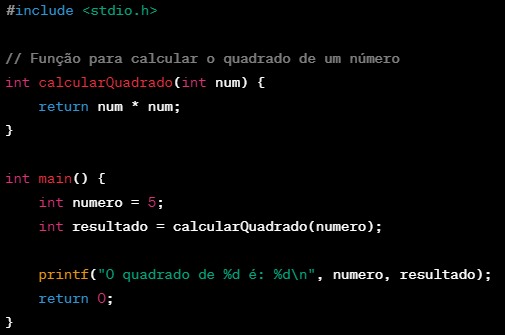 #include <stdio.h>
// Função para calcular o quadrado de um número
int calcularQuadrado(int num) {
    return num * num;
}
int main() {
    int numero = 5;
    int resultado = calcularQuadrado(numero);
    printf("O quadrado de %d é: %d\n", numero, resultado);
    return 0;
}